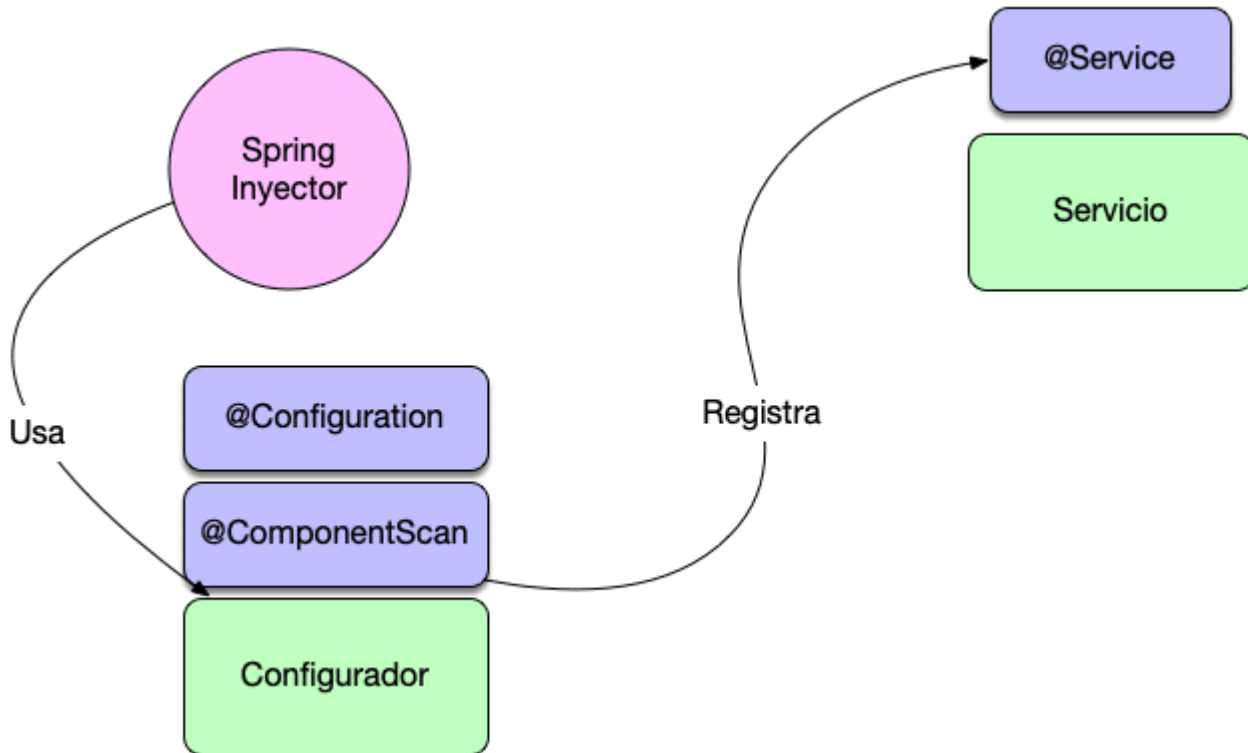 @Service
Spring
Inyector
Servicio
@Configuration
Usa
Registra
@ComponentScan
Configurador